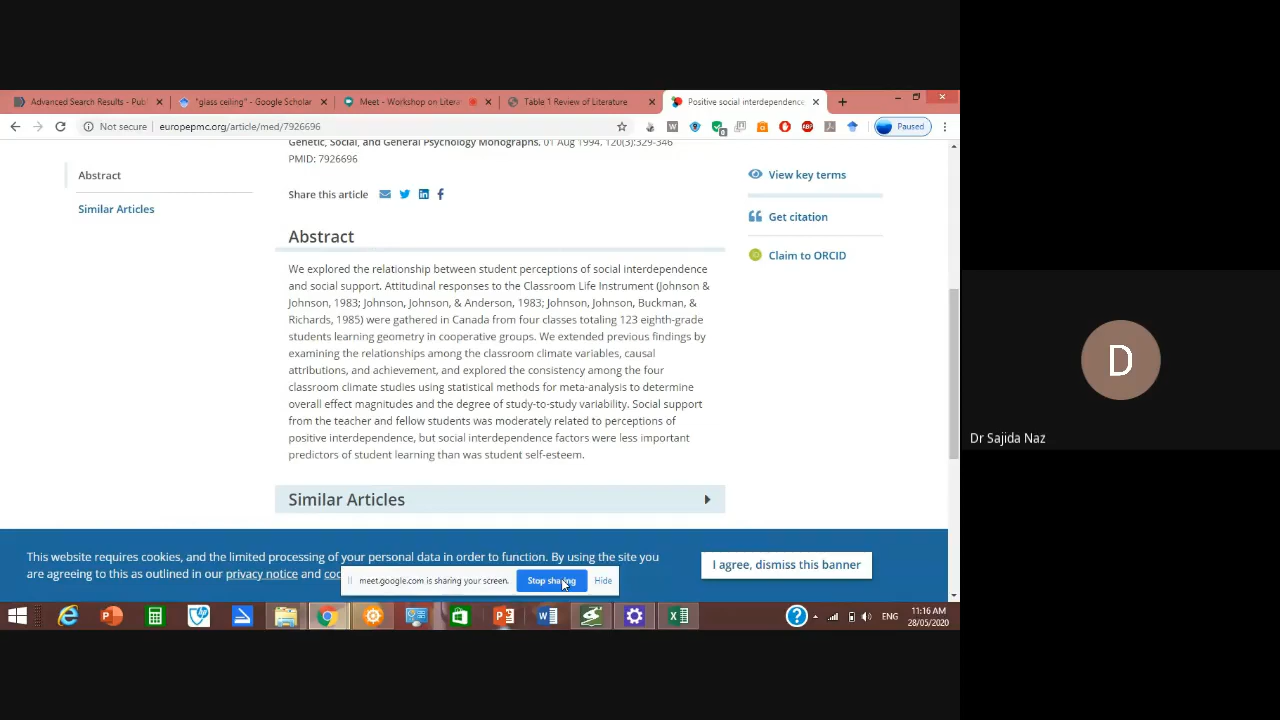 Advanced Search Results - Pub
"glass ceiling" - Google Scholar
Meet - Workshop on Litera
Table 1 Review of Literature
Positive social interdependence
Not secure
europepmc.org/article/med/7926696
Paused
Genetic, Social, and General Psychology Monographs, 01 Aug 1994, 120(3):329-346
PMID: 7926696
Abstract
Similar Articles
Share this article
View key terms
Get citation
Claim to ORCID
Abstract
We explored the relationship between student perceptions of social interdependence
and social support. Attitudinal responses to the Classroom Life Instrument (Johnson &
Johnson, 1983; Johnson, Johnson, & Anderson, 1983; Johnson, Johnson, Buckman, &
Richards, 1985) were gathered in Canada from four classes totaling 123 eighth-grade
students learning geometry in cooperative groups. We extended previous findings by
examining the relationships among the classroom climate variables, causal
attributions, and achievement, and explored the consistency among the four
classroom climate studies using statistical methods for meta-analysis to determine
overall effect magnitudes and the degree of study-to-study variability. Social support
from the teacher and fellow students was moderately related to perceptions of
positive interdependence, but social interdependence factors were less important
predictors of student learning than was student self-esteem.
Similar Articles
This website requires cookies, and the limited processing of your personal data in order to function. By using the site you
are agreeing to this as outlined in our privacy notice and coo
I agree, dismiss this banner
meet.google.com is sharing your screen.
Stop sharing
Hide
ENG
11:16 AM
28/05/2020
D
Dr Sajida Naz